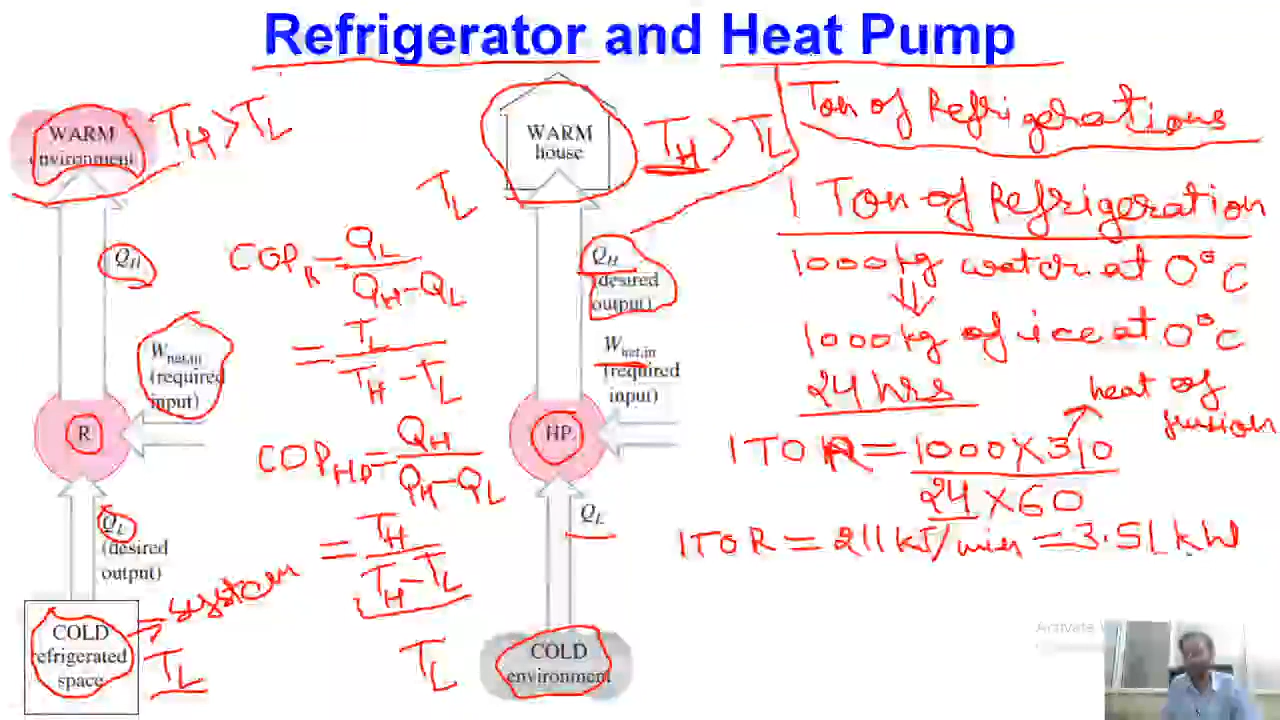 Refrigerator and Heat Pump
WARM
environment
TH > TL
QH
Wnet,in
(required
input)
R
QL
(desired
output)
COLD
refrigerated
space
system
TL
COPR = QL
QH - QL
= TL
TH - TL
COPHP = QH
QH - QL
= TH
TH - TL
TL
TL
WARM
house
TH > TL
QH
(desired
output)
Wnet,in
(required
input)
HP
QL
COLD
environment
Ton of Refrigerations
1 Ton of Refrigeration
1000kg water at 0°C
⇓
1000kg of ice at 0°C
24 hrs
heat of
fusion
1 TOR = 1000 × 310
24 × 60
1 TOR = 211 kJ/min = 3.51 kW
Activate